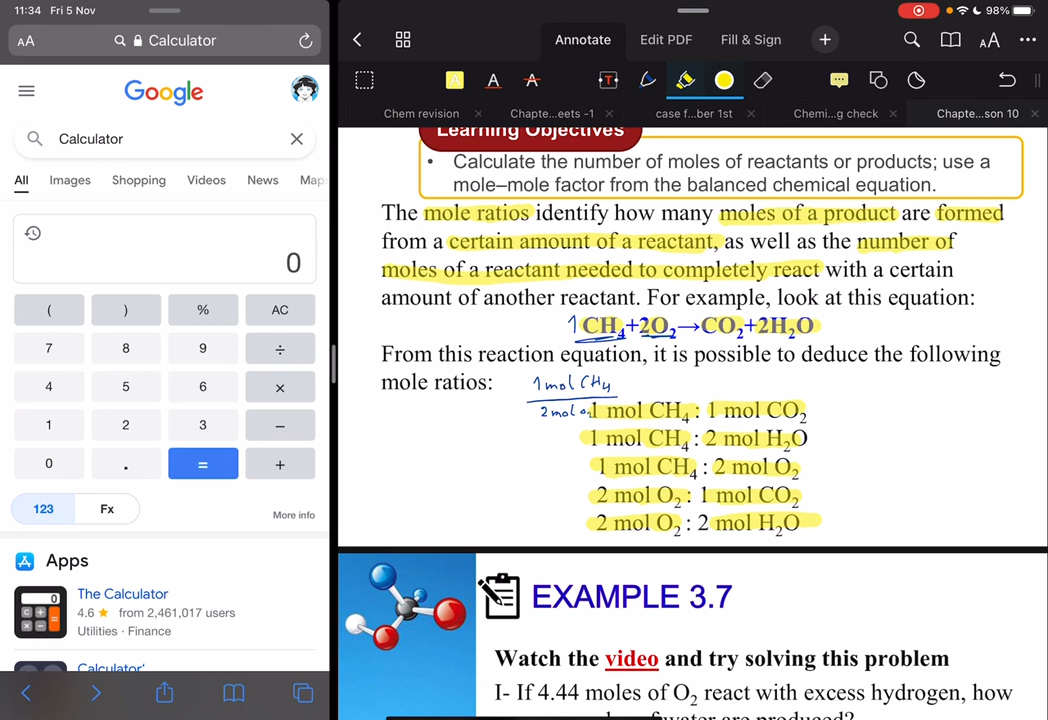 11:34 Fri 5 Nov
98%
AA Calculator
Google
Calculator
All Images Shopping Videos News Map
0
( ) % AC
7 8 9 ÷
4 5 6 ×
1 2 3 −
0 . = +
123 Fx
More info
Apps
The Calculator
4.6 ★ from 2,461,017 users
Utilities · Finance
Calculator'
Annotate Edit PDF Fill & Sign
AA
A A A T
Chem revision Chapte...eets -1 case f...ber 1st Chemi...g check Chapte...son 10
Learning Objectives
• Calculate the number of moles of reactants or products; use a
mole–mole factor from the balanced chemical equation.
The mole ratios identify how many moles of a product are formed
from a certain amount of a reactant, as well as the number of
moles of a reactant needed to completely react with a certain
amount of another reactant. For example, look at this equation:
1 CH₄+2O₂→CO₂+2H₂O
From this reaction equation, it is possible to deduce the following
mole ratios:
1 mol CH₄
2 mol
1 mol CH₄ : 1 mol CO₂
1 mol CH₄ : 2 mol H₂O
1 mol CH₄ : 2 mol O₂
2 mol O₂ : 1 mol CO₂
2 mol O₂ : 2 mol H₂O
EXAMPLE 3.7
Watch the video and try solving this problem
I- If 4.44 moles of O₂ react with excess hydrogen, how
of water are produced?